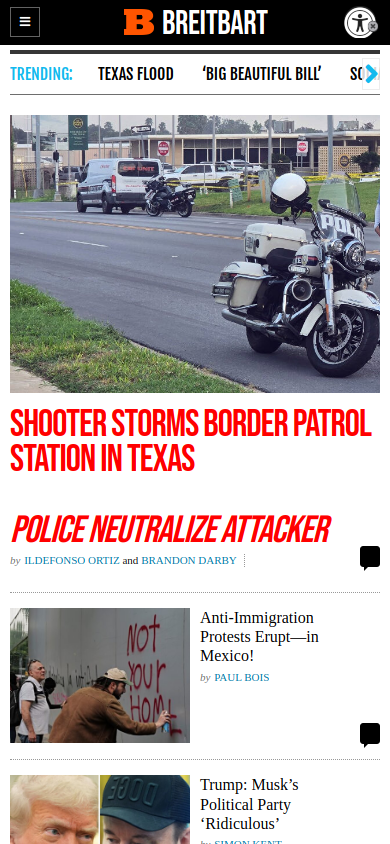 B BREITBART
TRENDING:
TEXAS FLOOD
‘BIG BEAUTIFUL BILL’
POLI
SHOOTER STORMS BORDER PATROL
STATION IN TEXAS
POLICE NEUTRALIZE ATTACKER
by ILDEFONSO ORTIZ and BRANDON DARBY
NOT
YOUR
HOME
Anti-Immigration
Protests Erupt—in
Mexico!
by PAUL BOIS
DOGE
Trump: Musk’s
Political Party
‘Ridiculous’
by SIMON KENT